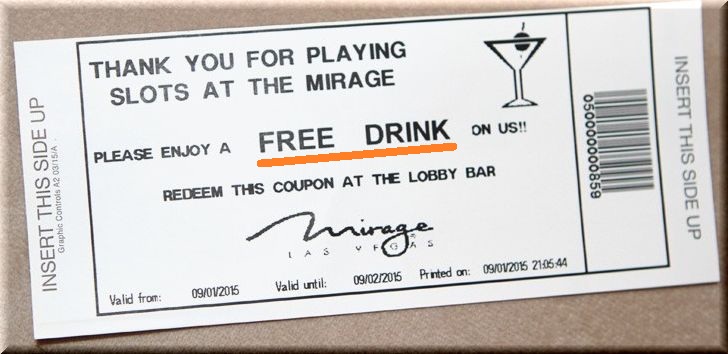 INSERT THIS SIDE UP
Graphic Controls A2 03/15/A
THANK YOU FOR PLAYING
SLOTS AT THE MIRAGE
PLEASE ENJOY A FREE DRINK ON US!!
REDEEM THIS COUPON AT THE LOBBY BAR
Mirage®
LAS VEGAS
Valid from: 09/01/2015 Valid until: 09/02/2015 Printed on: 09/01/2015 21:05:44
050000000859
INSERT THIS SIDE UP